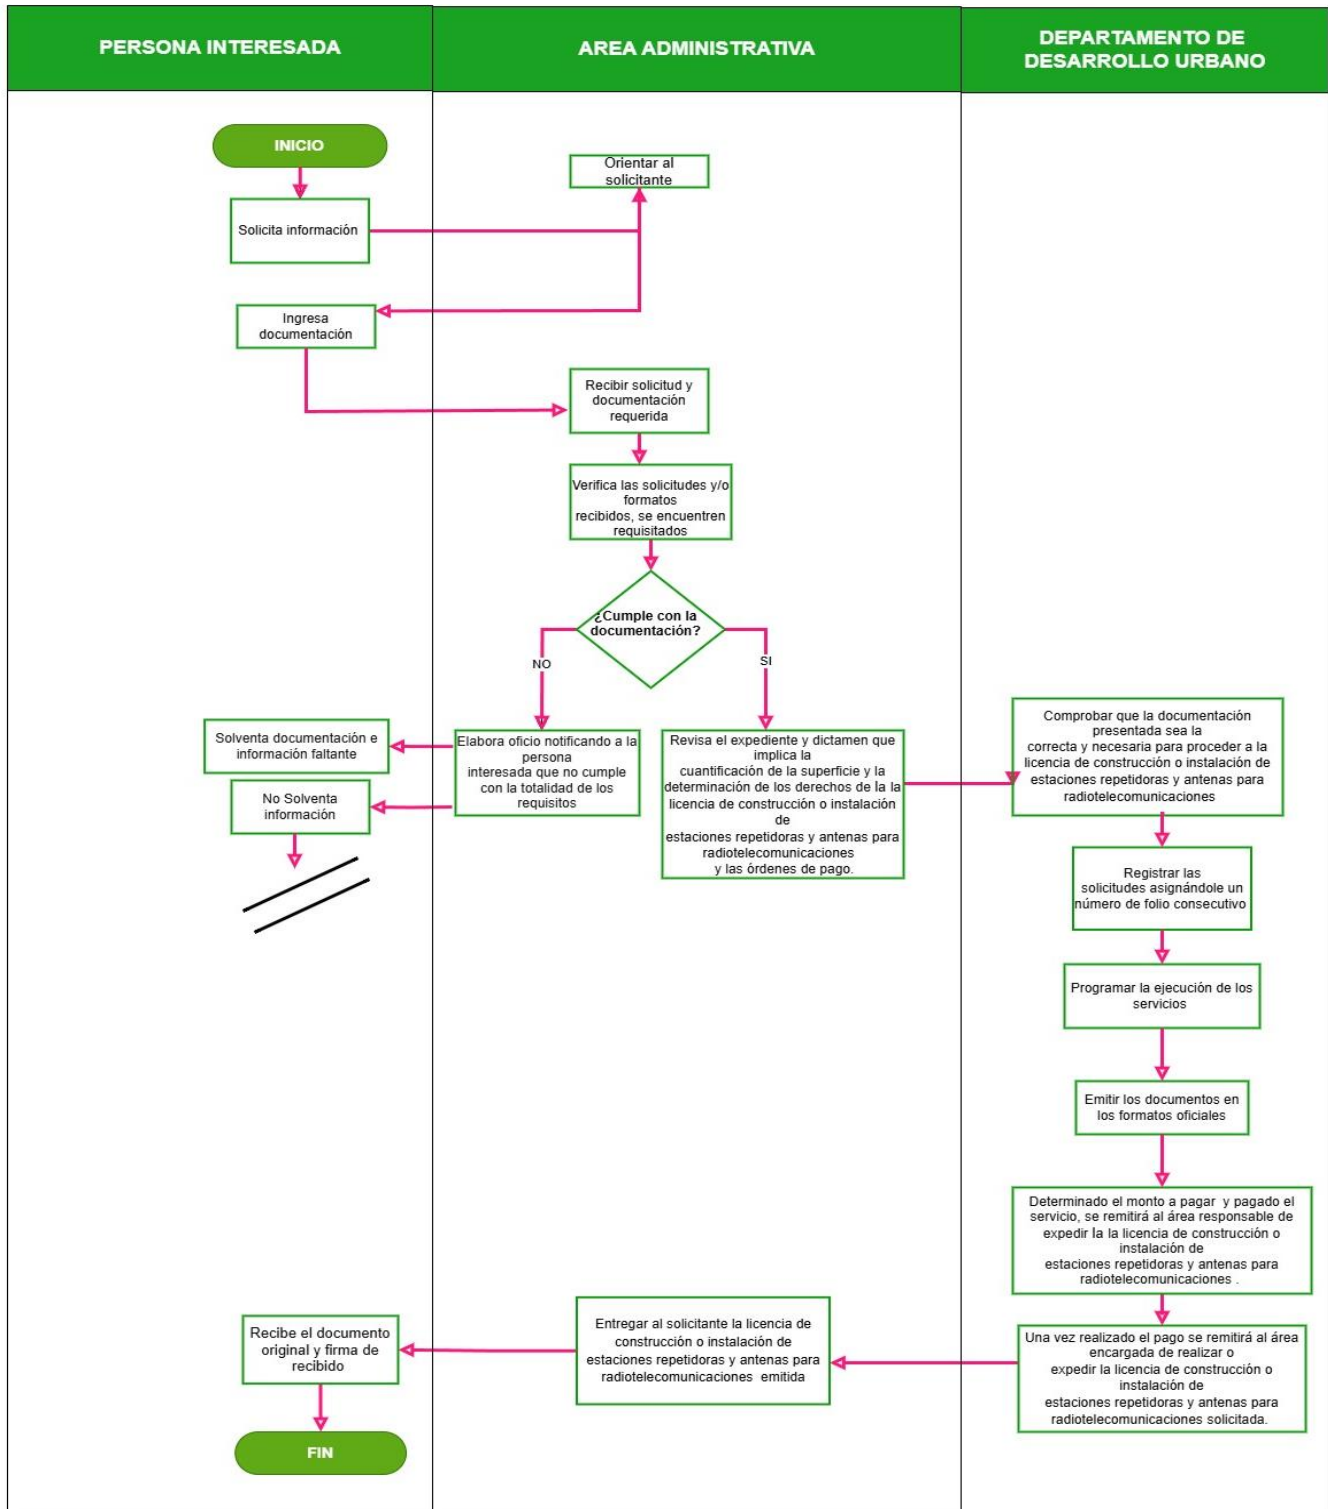 PERSONA INTERESADA
AREA ADMINISTRATIVA
DEPARTAMENTO DE
DESARROLLO URBANO
INICIO
Orientar al
solicitante
Solicita información
Ingresa
documentación
Recibir solicitud y
documentación
requerida
Verifica las solicitudes y/o
formatos
recibidos, se encuentren
requisitados
¿Cumple con la
documentación?
NO
SI
Solventa documentación e
información faltante
No Solventa
información
Elabora oficio notificando a la
persona
interesada que no cumple
con la totalidad de los
requisitos
Revisa el expediente y dictamen que
implica la
cuantificación de la superficie y la
determinación de los derechos de la la
licencia de construcción o instalación
de
estaciones repetidoras y antenas para
radiotelecomunicaciones
y las órdenes de pago.
Comprobar que la documentación
presentada sea la
correcta y necesaria para proceder a la
licencia de construcción o instalación de
estaciones repetidoras y antenas para
radiotelecomunicaciones
Registrar las
solicitudes asignándole un
número de folio consecutivo
Programar la ejecución de los
servicios
Emitir los documentos en
los formatos oficiales
Determinado el monto a pagar y pagado el
servicio, se remitirá al área responsable de
expedir la la licencia de construcción o
instalación de
estaciones repetidoras y antenas para
radiotelecomunicaciones .
Una vez realizado el pago se remitirá al área
encargada de realizar o
expedir la licencia de construcción o
instalación de
estaciones repetidoras y antenas para
radiotelecomunicaciones solicitada.
Entregar al solicitante la licencia de
construcción o instalación de
estaciones repetidoras y antenas para
radiotelecomunicaciones emitida
Recibe el documento
original y firma de
recibido
FIN